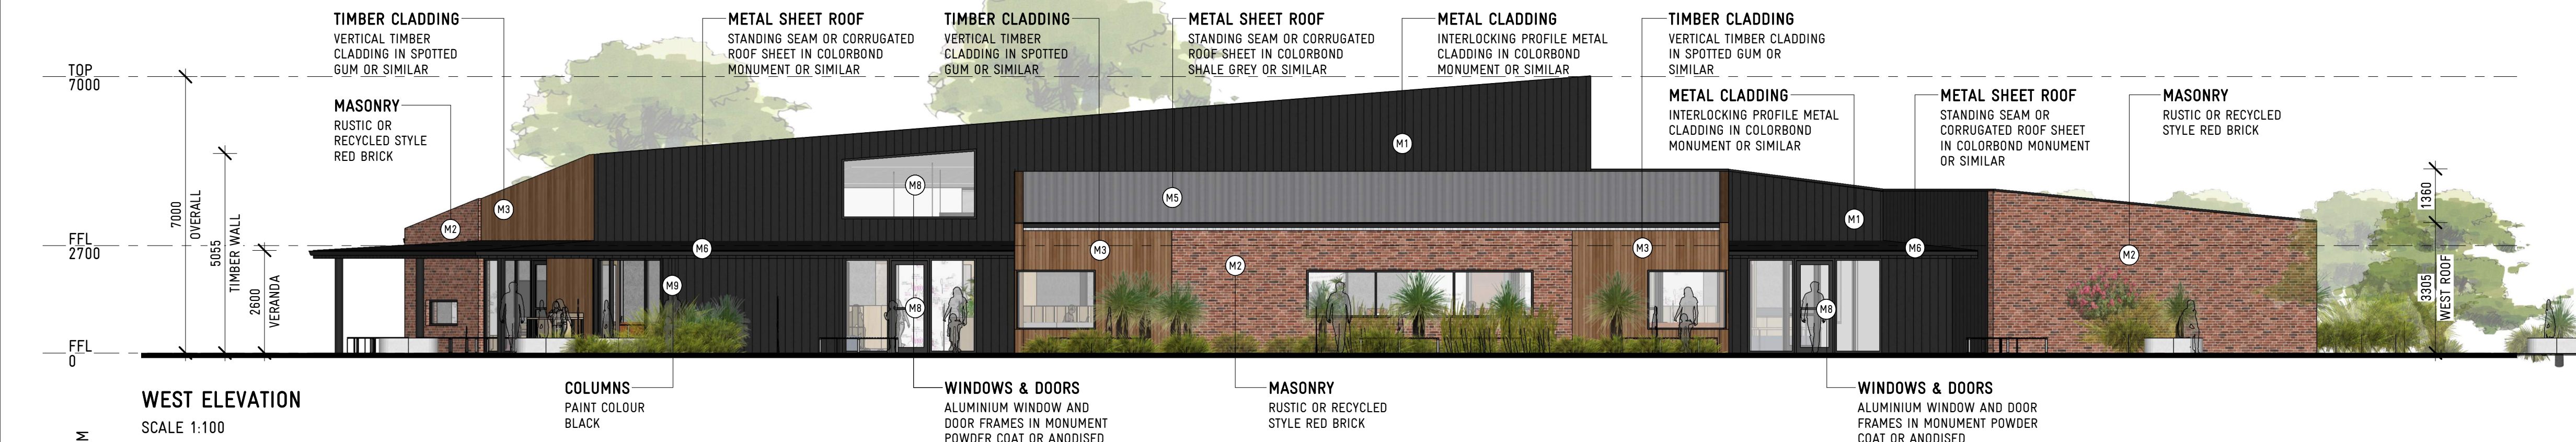 TIMBER CLADDING
VERTICAL TIMBER
CLADDING IN SPOTTED
GUM OR SIMILAR
METAL SHEET ROOF
STANDING SEAM OR CORRUGATED
ROOF SHEET IN COLORBOND
MONUMENT OR SIMILAR
TIMBER CLADDING
VERTICAL TIMBER
CLADDING IN SPOTTED
GUM OR SIMILAR
METAL SHEET ROOF
STANDING SEAM OR CORRUGATED
ROOF SHEET IN COLORBOND
SHALE GREY OR SIMILAR
METAL CLADDING
INTERLOCKING PROFILE METAL
CLADDING IN COLORBOND
MONUMENT OR SIMILAR
TIMBER CLADDING
VERTICAL TIMBER CLADDING
IN SPOTTED GUM OR
SIMILAR
TOP
7000
MASONRY
RUSTIC OR
RECYCLED STYLE
RED BRICK
METAL CLADDING
INTERLOCKING PROFILE METAL
CLADDING IN COLORBOND
MONUMENT OR SIMILAR
METAL SHEET ROOF
STANDING SEAM OR
CORRUGATED ROOF SHEET
IN COLORBOND MONUMENT
OR SIMILAR
MASONRY
RUSTIC OR RECYCLED
STYLE RED BRICK
7000
OVERALL
5055
TIMBER WALL
2600
VERANDA
FFL
2700
FFL
0
M2
M3
M6
M9
M8
M8
M3
M5
M2
M1
M3
M1
M8
M6
M2
1360
3305
WEST ROOF
WEST ELEVATION
SCALE 1:100
M
COLUMNS
PAINT COLOUR
BLACK
WINDOWS & DOORS
ALUMINIUM WINDOW AND
DOOR FRAMES IN MONUMENT
POWDER COAT OR ANODISED
MASONRY
RUSTIC OR RECYCLED
STYLE RED BRICK
WINDOWS & DOORS
ALUMINIUM WINDOW AND DOOR
FRAMES IN MONUMENT POWDER
COAT OR ANODISED